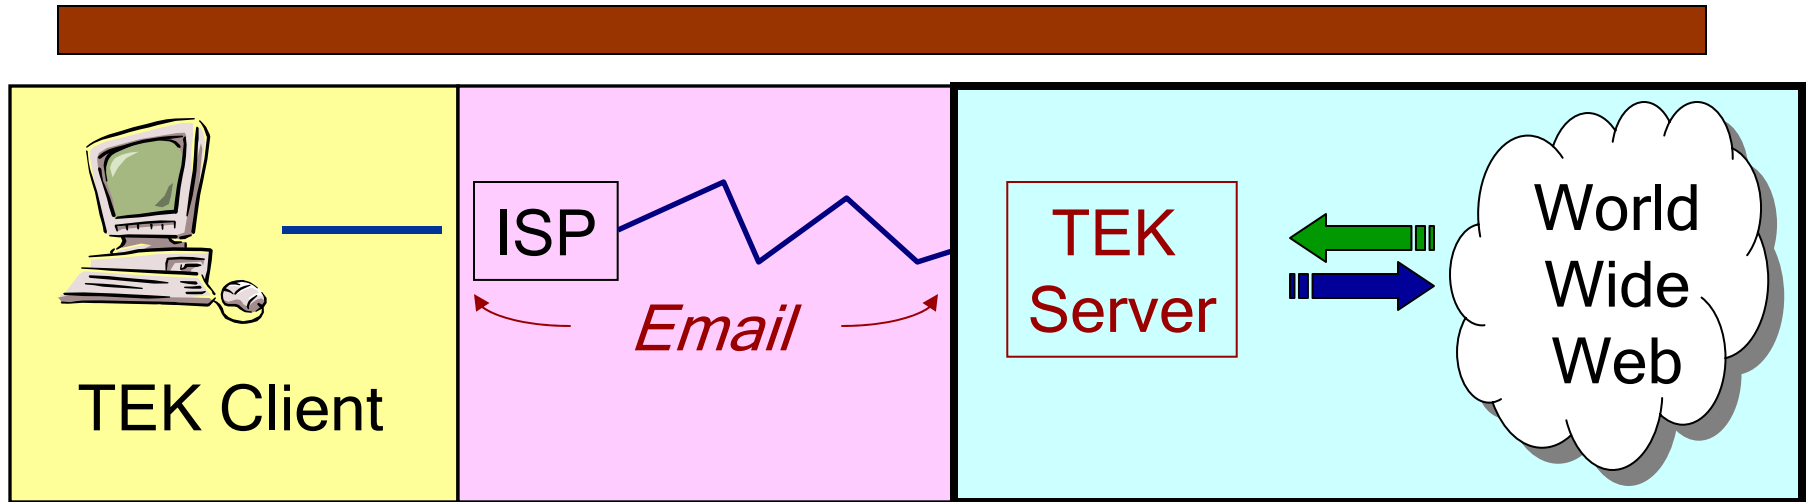 TEK Client
ISP
Email
TEK
Server
World
Wide
Web